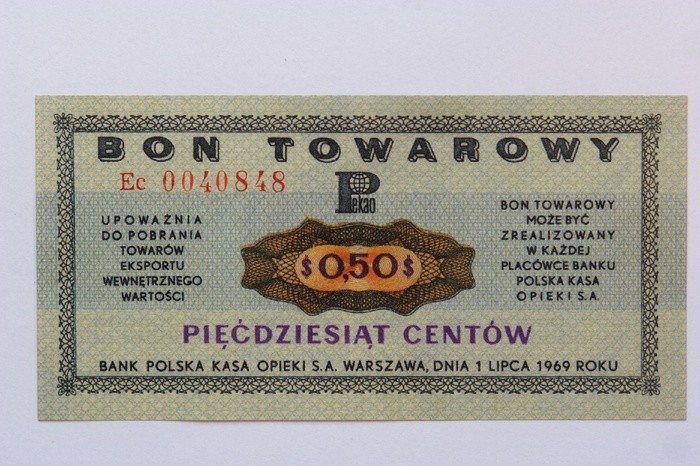 BON TOWAROWY
Ec 0040848
Pekao
UPOWAŻNIA
DO POBRANIA
TOWARÓW
EKSPORTU
WEWNĘTRZNEGO
WARTOŚCI
$ 0,50 $
BON TOWAROWY
MOŻE BYĆ
ZREALIZOWANY
W KAŻDEJ
PLACÓWCE BANKU
POLSKA KASA
OPIEKI S.A.
PIĘĆDZIESIĄT CENTÓW
BANK POLSKA KASA OPIEKI S.A. WARSZAWA, DNIA 1 LIPCA 1969 ROKU